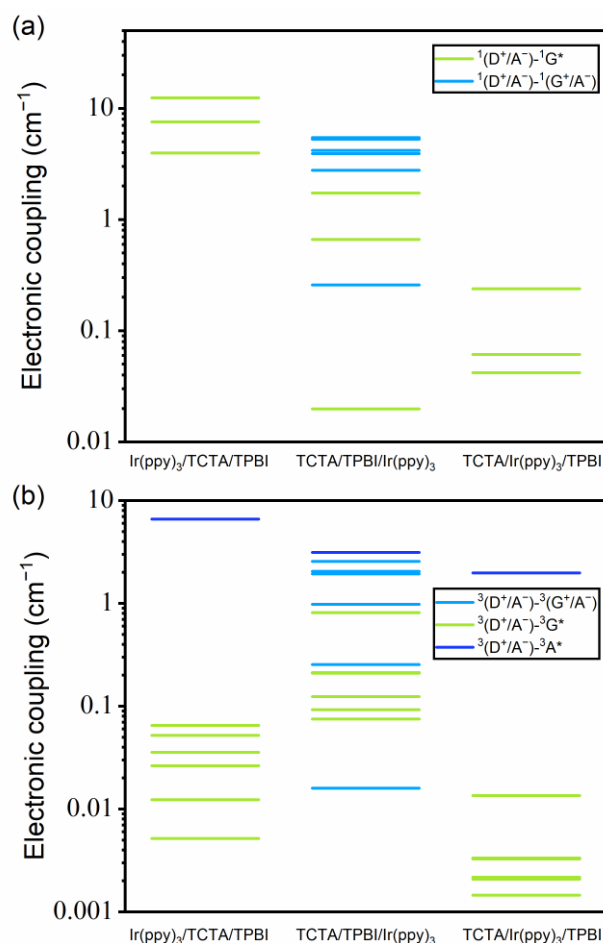 (a)
Electronic coupling (cm⁻¹)
10
1
0.1
0.01
¹(D⁺/A⁻)-¹G*
¹(D⁺/A⁻)-¹(G⁺/A⁻)
Ir(ppy)₃/TCTA/TPBI TCTA/TPBI/Ir(ppy)₃ TCTA/Ir(ppy)₃/TPBI
(b)
Electronic coupling (cm⁻¹)
10
1
0.1
0.01
0.001
³(D⁺/A⁻)-³(G⁺/A⁻)
³(D⁺/A⁻)-³G*
³(D⁺/A⁻)-³A*
Ir(ppy)₃/TCTA/TPBI TCTA/TPBI/Ir(ppy)₃ TCTA/Ir(ppy)₃/TPBI